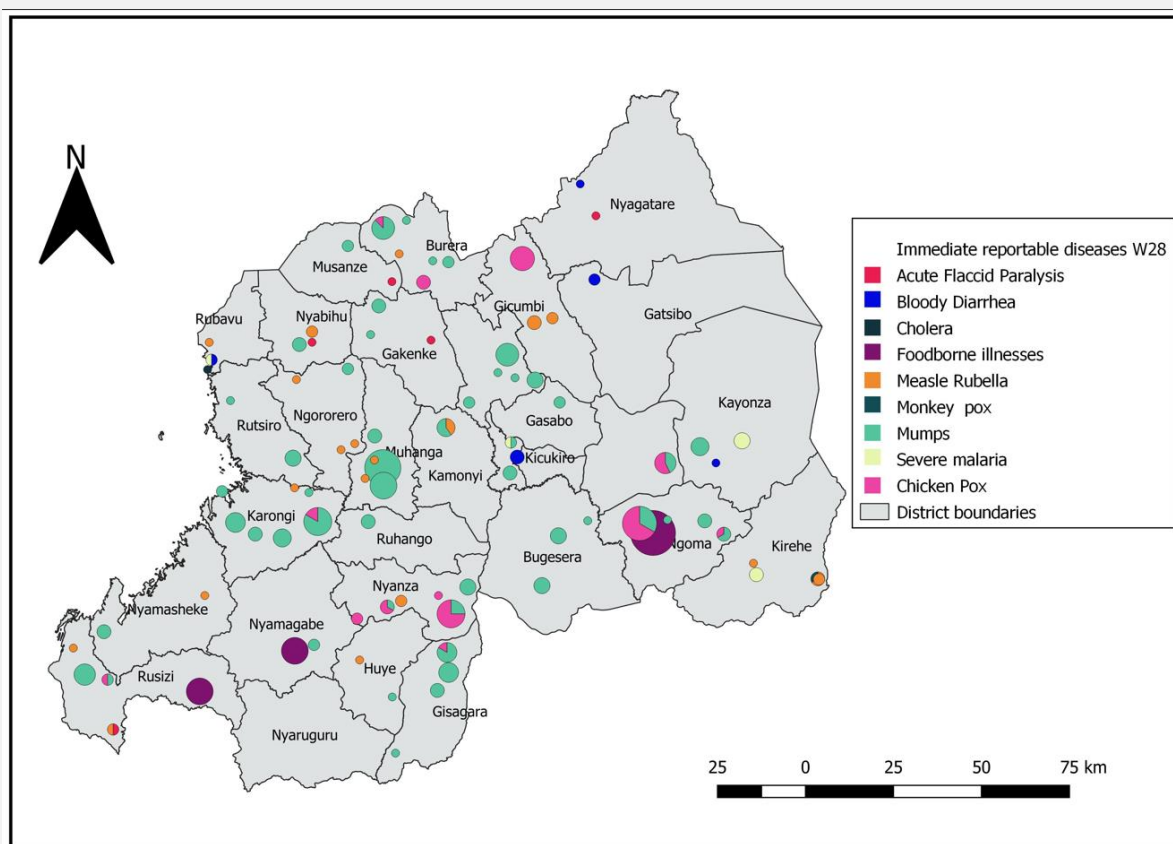 N
Nyagatare
Burera
Musanze
Gicumbi
Rubavu
Nyabihu
Gatsibo
Gakenke
Kayonza
Ngororero
Rutsiro
Gasabo
Muhanga
Kicukiro
Kamonyi
Karongi
Ruhango
Ngoma
Kirehe
Bugesera
Nyanza
Nyamasheke
Nyamagabe
Huye
Rusizi
Gisagara
Nyaruguru
Immediate reportable diseases W28
Acute Flaccid Paralysis
Bloody Diarrhea
Cholera
Foodborne illnesses
Measle Rubella
Monkey pox
Mumps
Severe malaria
Chicken Pox
District boundaries
25 0 25 50 75 km